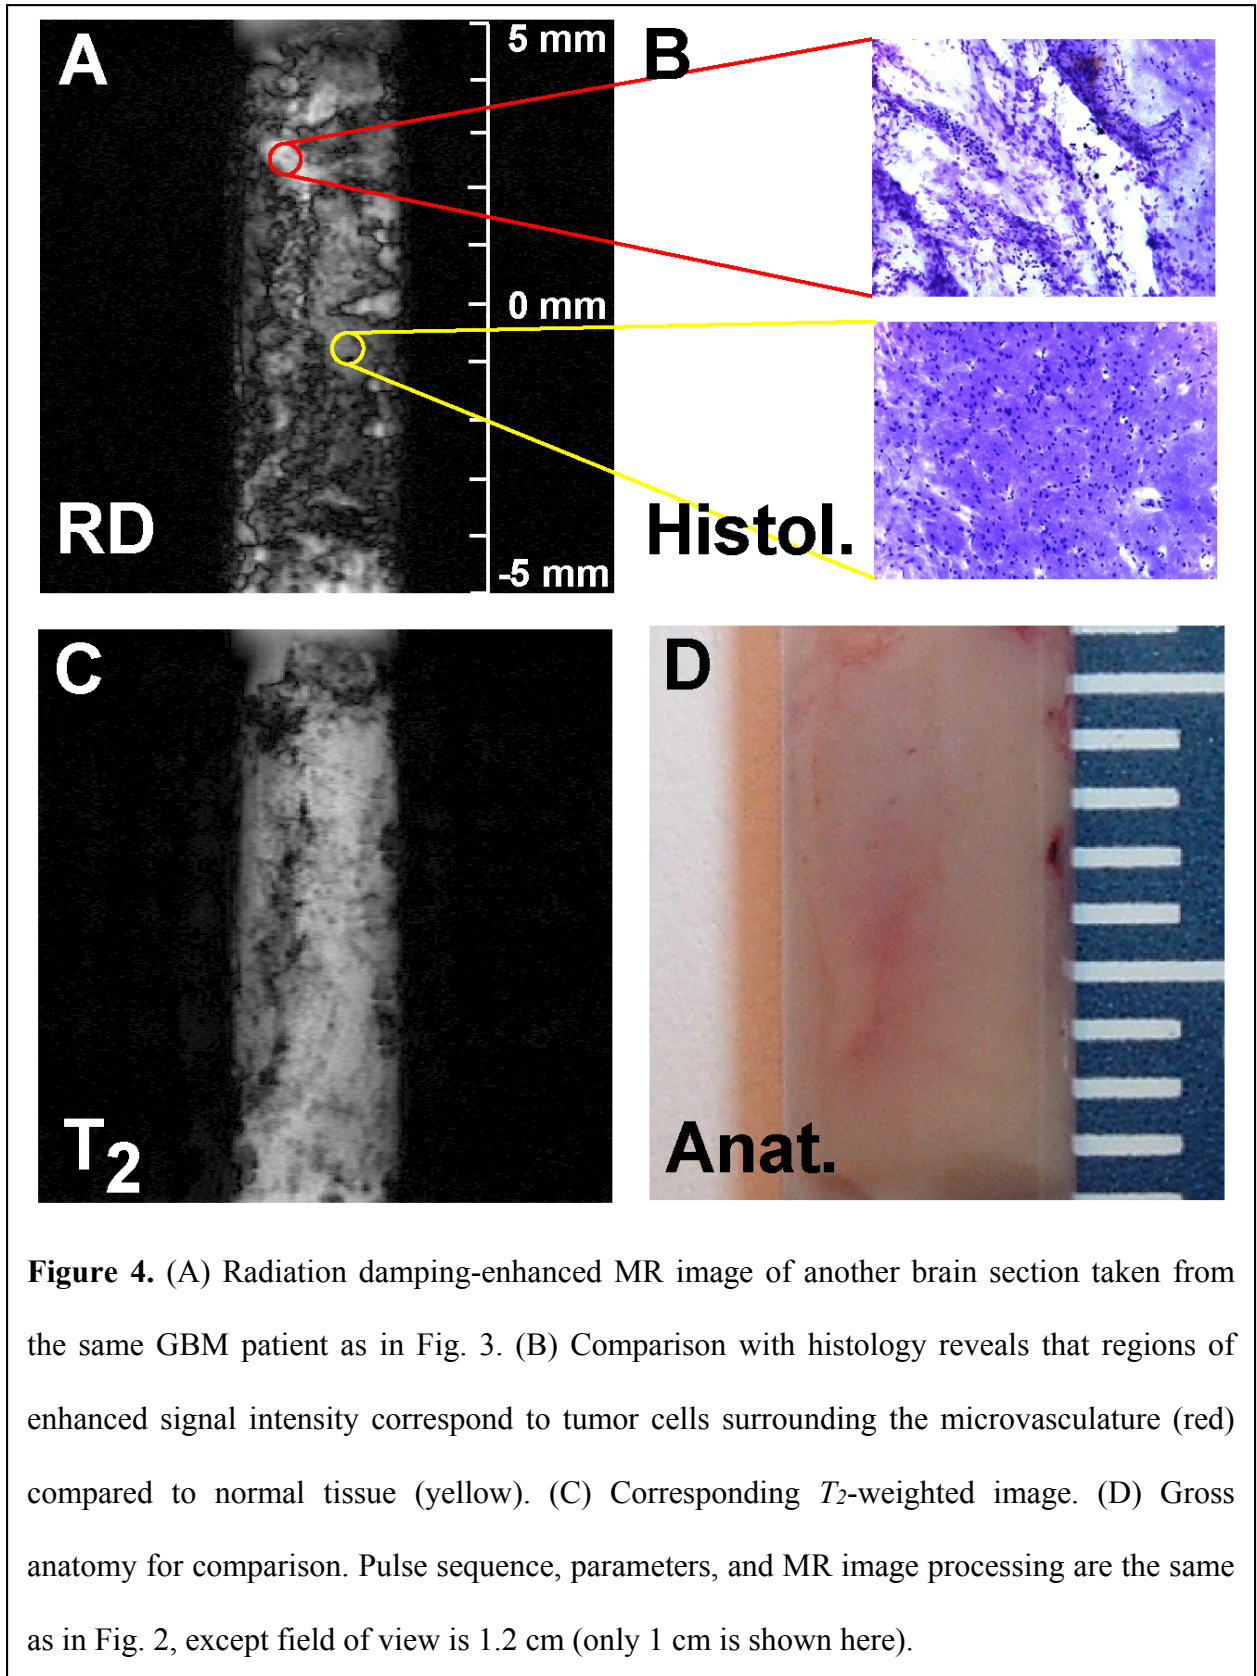 A
5 mm
B
0 mm
RD
Histol.
-5 mm
C
D
T2
Anat.
Figure 4. (A) Radiation damping-enhanced MR image of another brain section taken from
the same GBM patient as in Fig. 3. (B) Comparison with histology reveals that regions of
enhanced signal intensity correspond to tumor cells surrounding the microvasculature (red)
compared to normal tissue (yellow). (C) Corresponding T2-weighted image. (D) Gross
anatomy for comparison. Pulse sequence, parameters, and MR image processing are the same
as in Fig. 2, except field of view is 1.2 cm (only 1 cm is shown here).